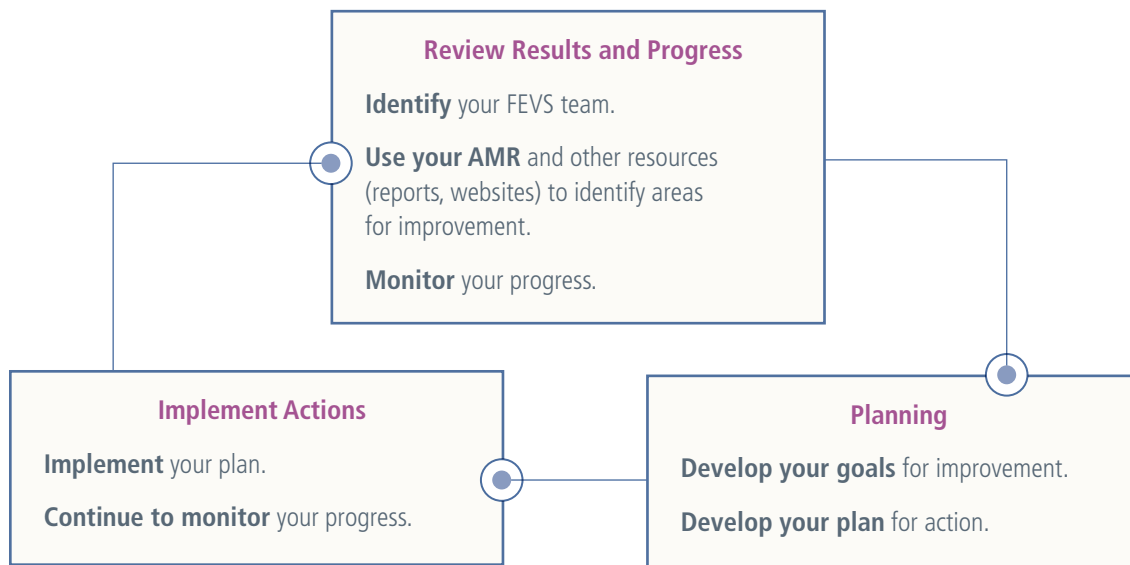 Review Results and Progress
Identify your FEVS team.
Use your AMR and other resources
(reports, websites) to identify areas
for improvement.
Monitor your progress.
Implement Actions
Implement your plan.
Continue to monitor your progress.
Planning
Develop your goals for improvement.
Develop your plan for action.